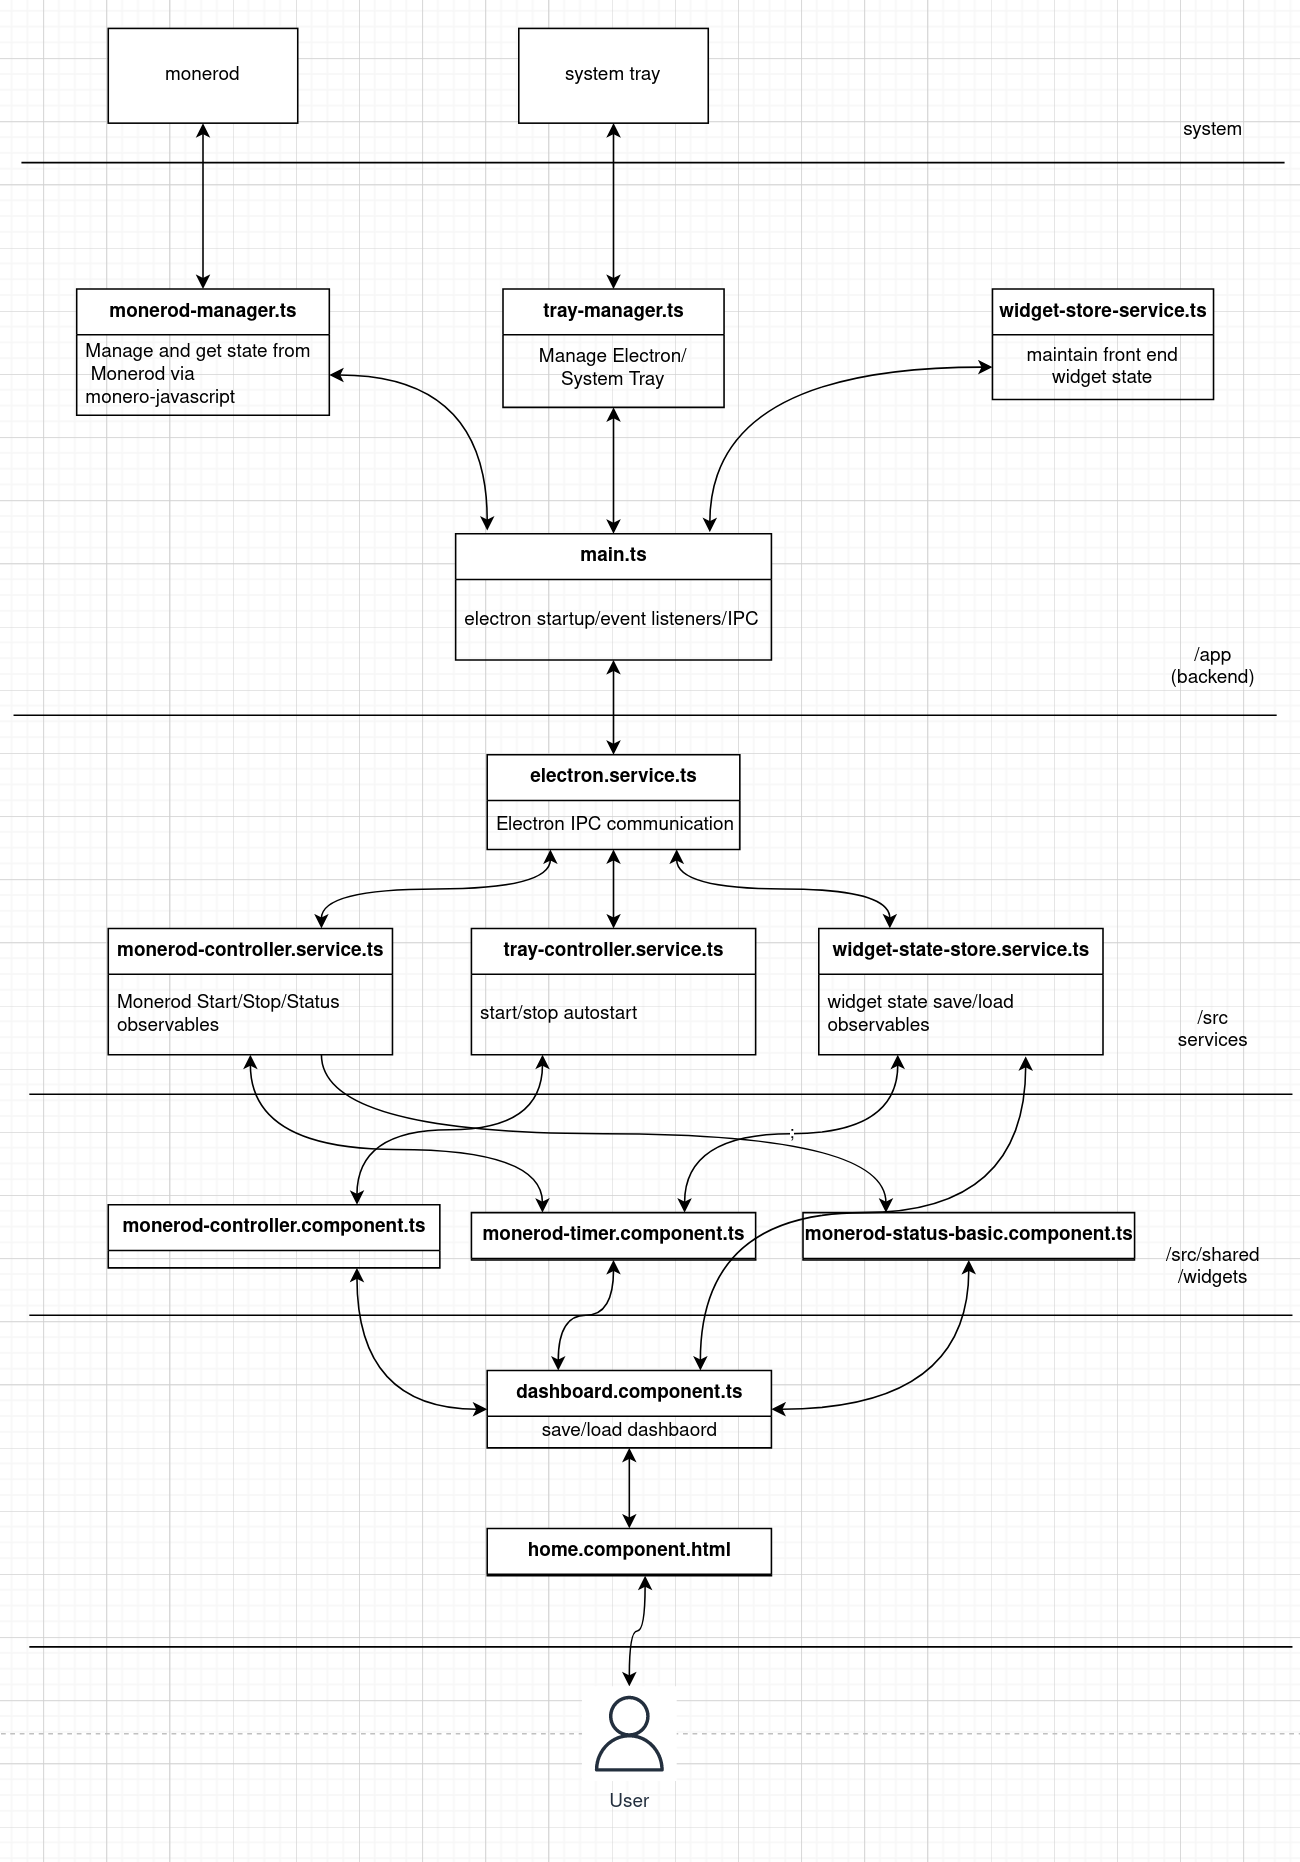 monerod
system tray
system
monerod-manager.ts
Manage and get state from
Monerod via
monero-javascript
tray-manager.ts
Manage Electron/
System Tray
widget-store-service.ts
maintain front end
widget state
main.ts
electron startup/event listeners/IPC
/app
(backend)
electron.service.ts
Electron IPC communication
monerod-controller.service.ts
Monerod Start/Stop/Status
observables
tray-controller.service.ts
start/stop autostart
widget-state-store.service.ts
widget state save/load
observables
/src
services
;
monerod-controller.component.ts
monerod-timer.component.ts
monerod-status-basic.component.ts
/src/shared
/widgets
dashboard.component.ts
save/load dashbaord
home.component.html
User